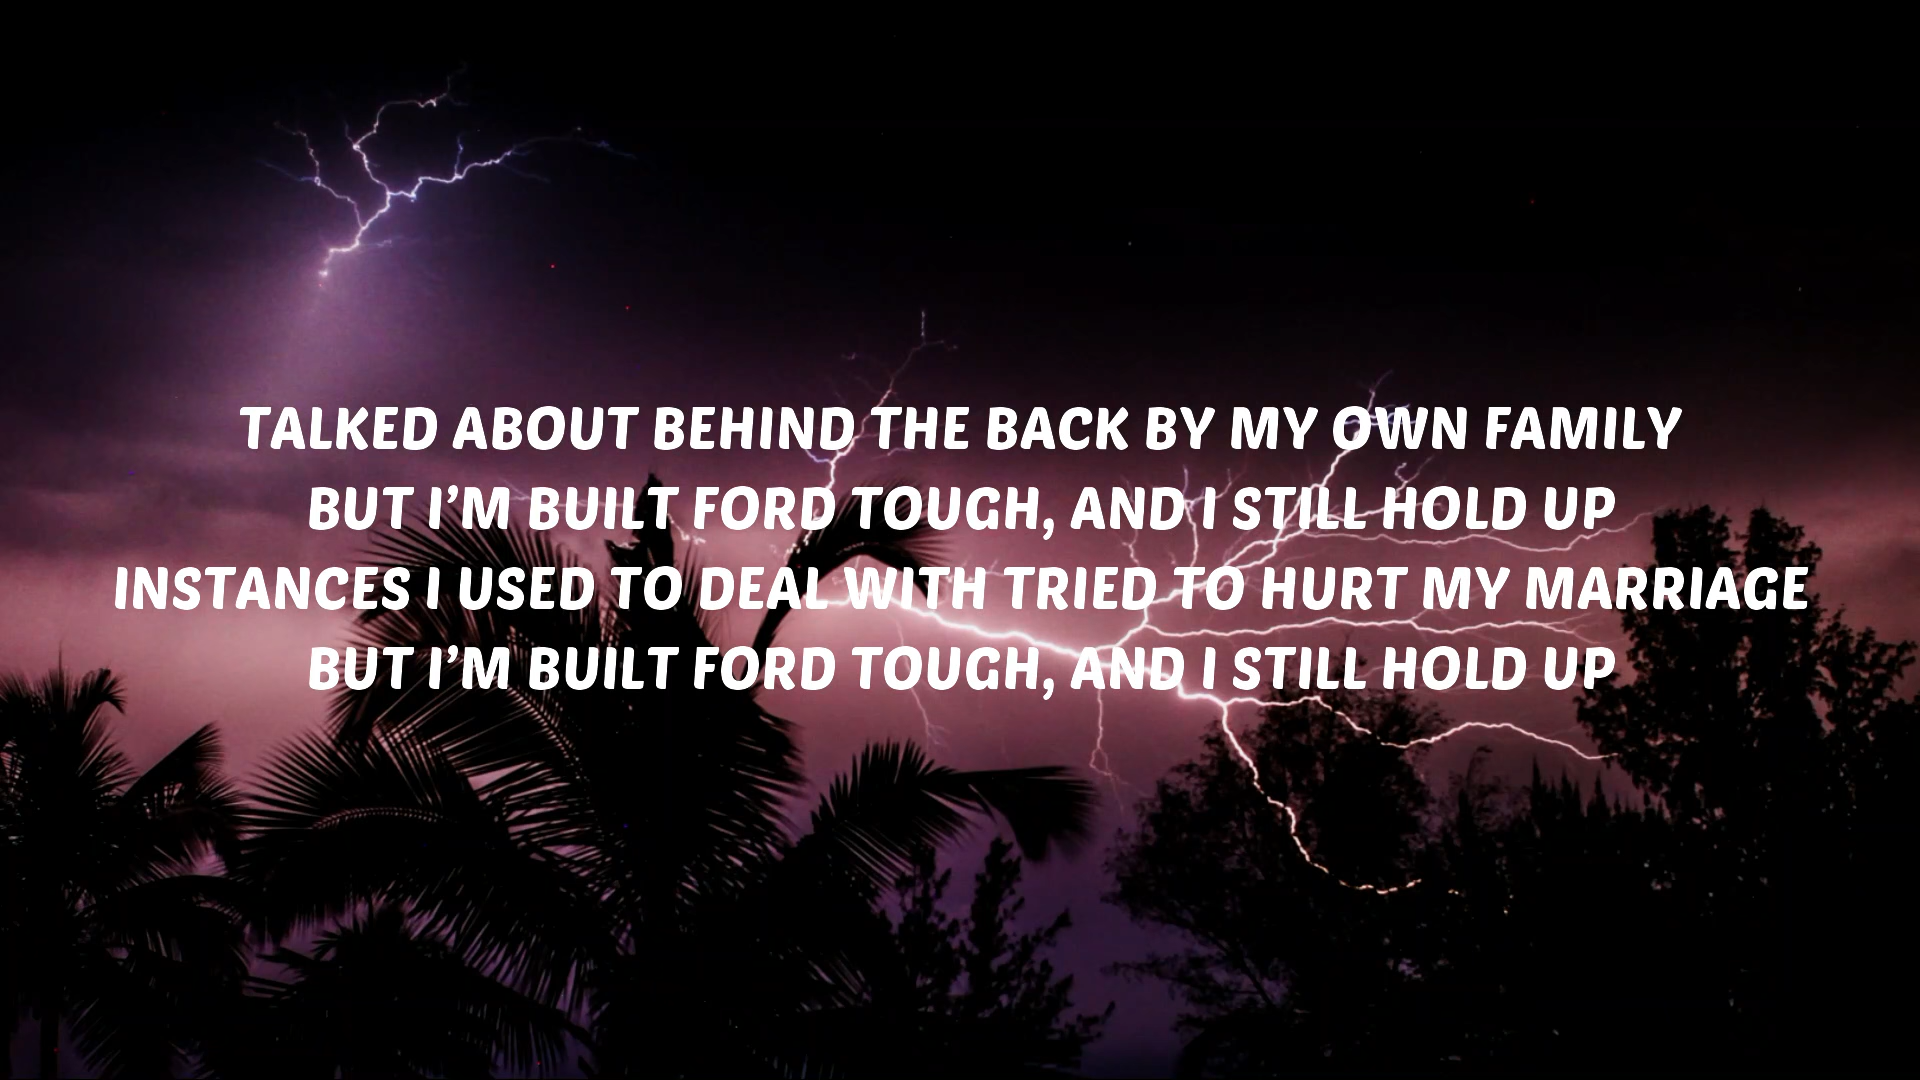 TALKED ABOUT BEHIND THE BACK BY MY OWN FAMILY
BUT I’M BUILT FORD TOUGH, AND I STILL HOLD UP
INSTANCES I USED TO DEAL WITH TRIED TO HURT MY MARRIAGE
BUT I’M BUILT FORD TOUGH, AND I STILL HOLD UP